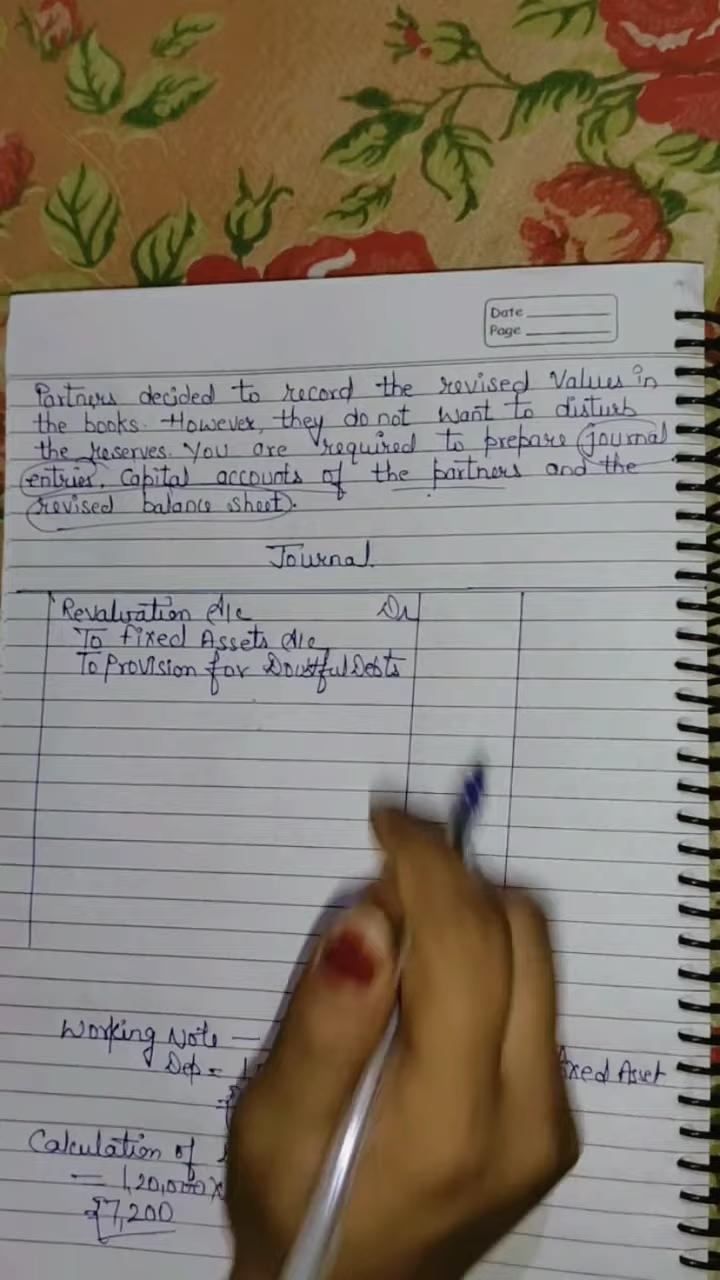 Date
Page
Partners decided to record the revised values in
the books. However, they do not want to disturb
the reserves. You are required to prepare journal
entries, Capital accounts of the partners and the
revised balance sheet.
Journal
Revaluation A/c Dr
To fixed Assets A/c
To Provision for Doubtful Debts
Working Note —
Dep =
Fixed Asset
Calculation of
= 1,20,000 ×
₹7,200